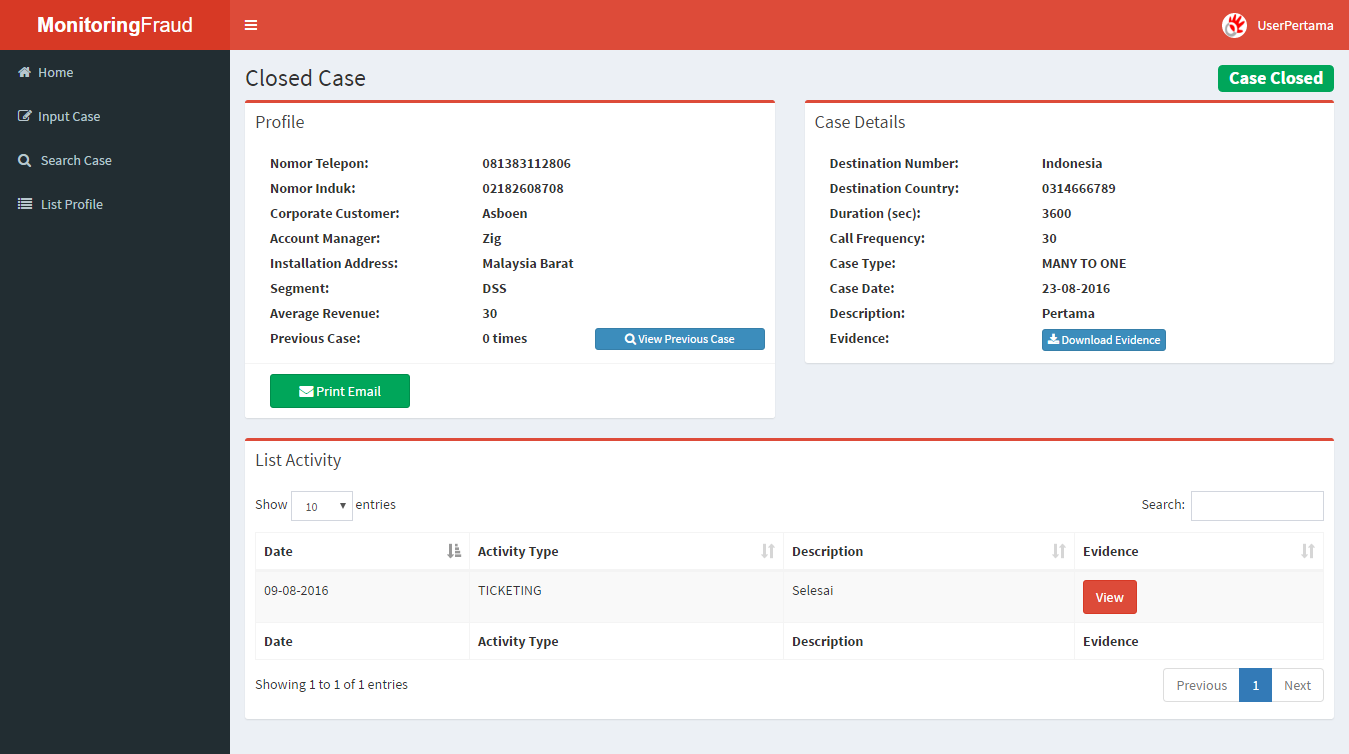 MonitoringFraud
UserPertama
Home
Input Case
Search Case
List Profile
Closed Case
Case Closed
Profile
Nomor Telepon: 081383112806
Nomor Induk: 02182608708
Corporate Customer: Asboen
Account Manager: Zig
Installation Address: Malaysia Barat
Segment: DSS
Average Revenue: 30
Previous Case: 0 times View Previous Case
Print Email
Case Details
Destination Number: Indonesia
Destination Country: 0314666789
Duration (sec): 3600
Call Frequency: 30
Case Type: MANY TO ONE
Case Date: 23-08-2016
Description: Pertama
Evidence: Download Evidence
List Activity
Show 10 entries Search:
Date Activity Type Description Evidence
09-08-2016 TICKETING Selesai View
Date Activity Type Description Evidence
Showing 1 to 1 of 1 entries Previous 1 Next